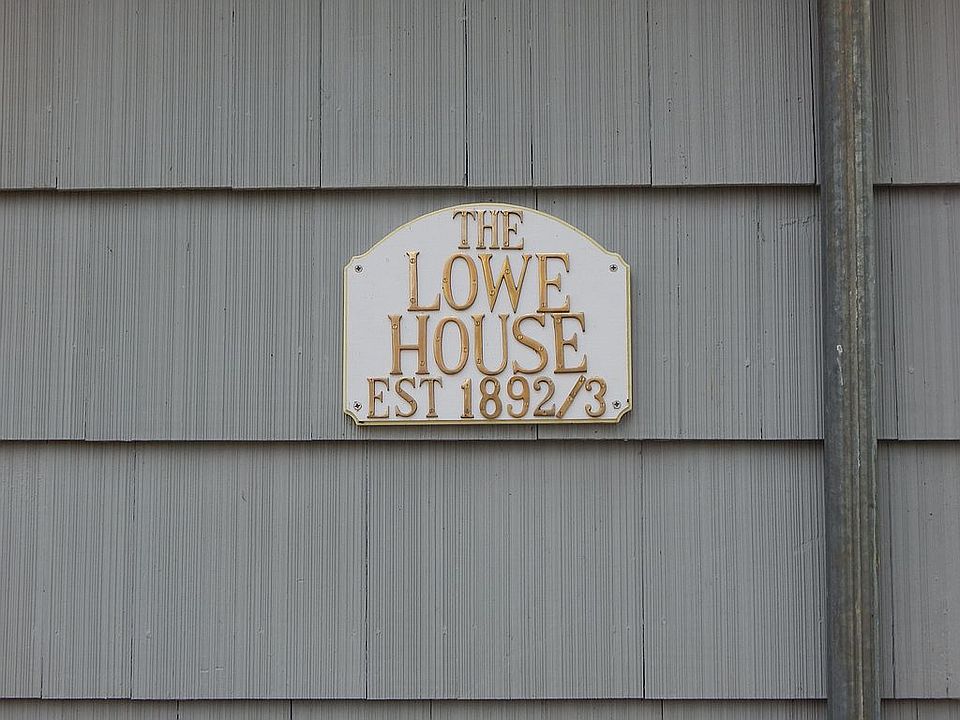 THE
LOWE
HOUSE
EST 1892/3